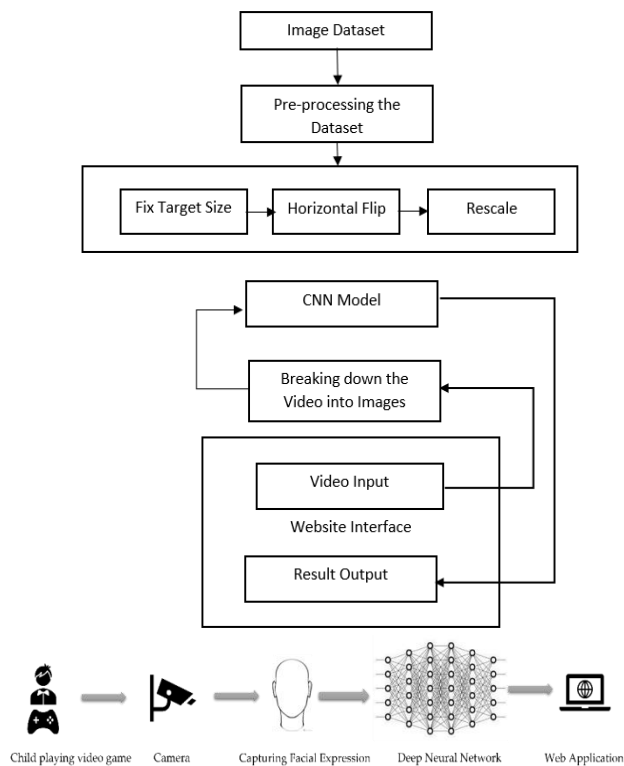 Image Dataset
Pre-processing the
Dataset
Fix Target Size
Horizontal Flip
Rescale
CNN Model
Breaking down the
Video into Images
Video Input
Website Interface
Result Output
Child playing video game
Camera
Capturing Facial Expression
Deep Neural Network
Web Application